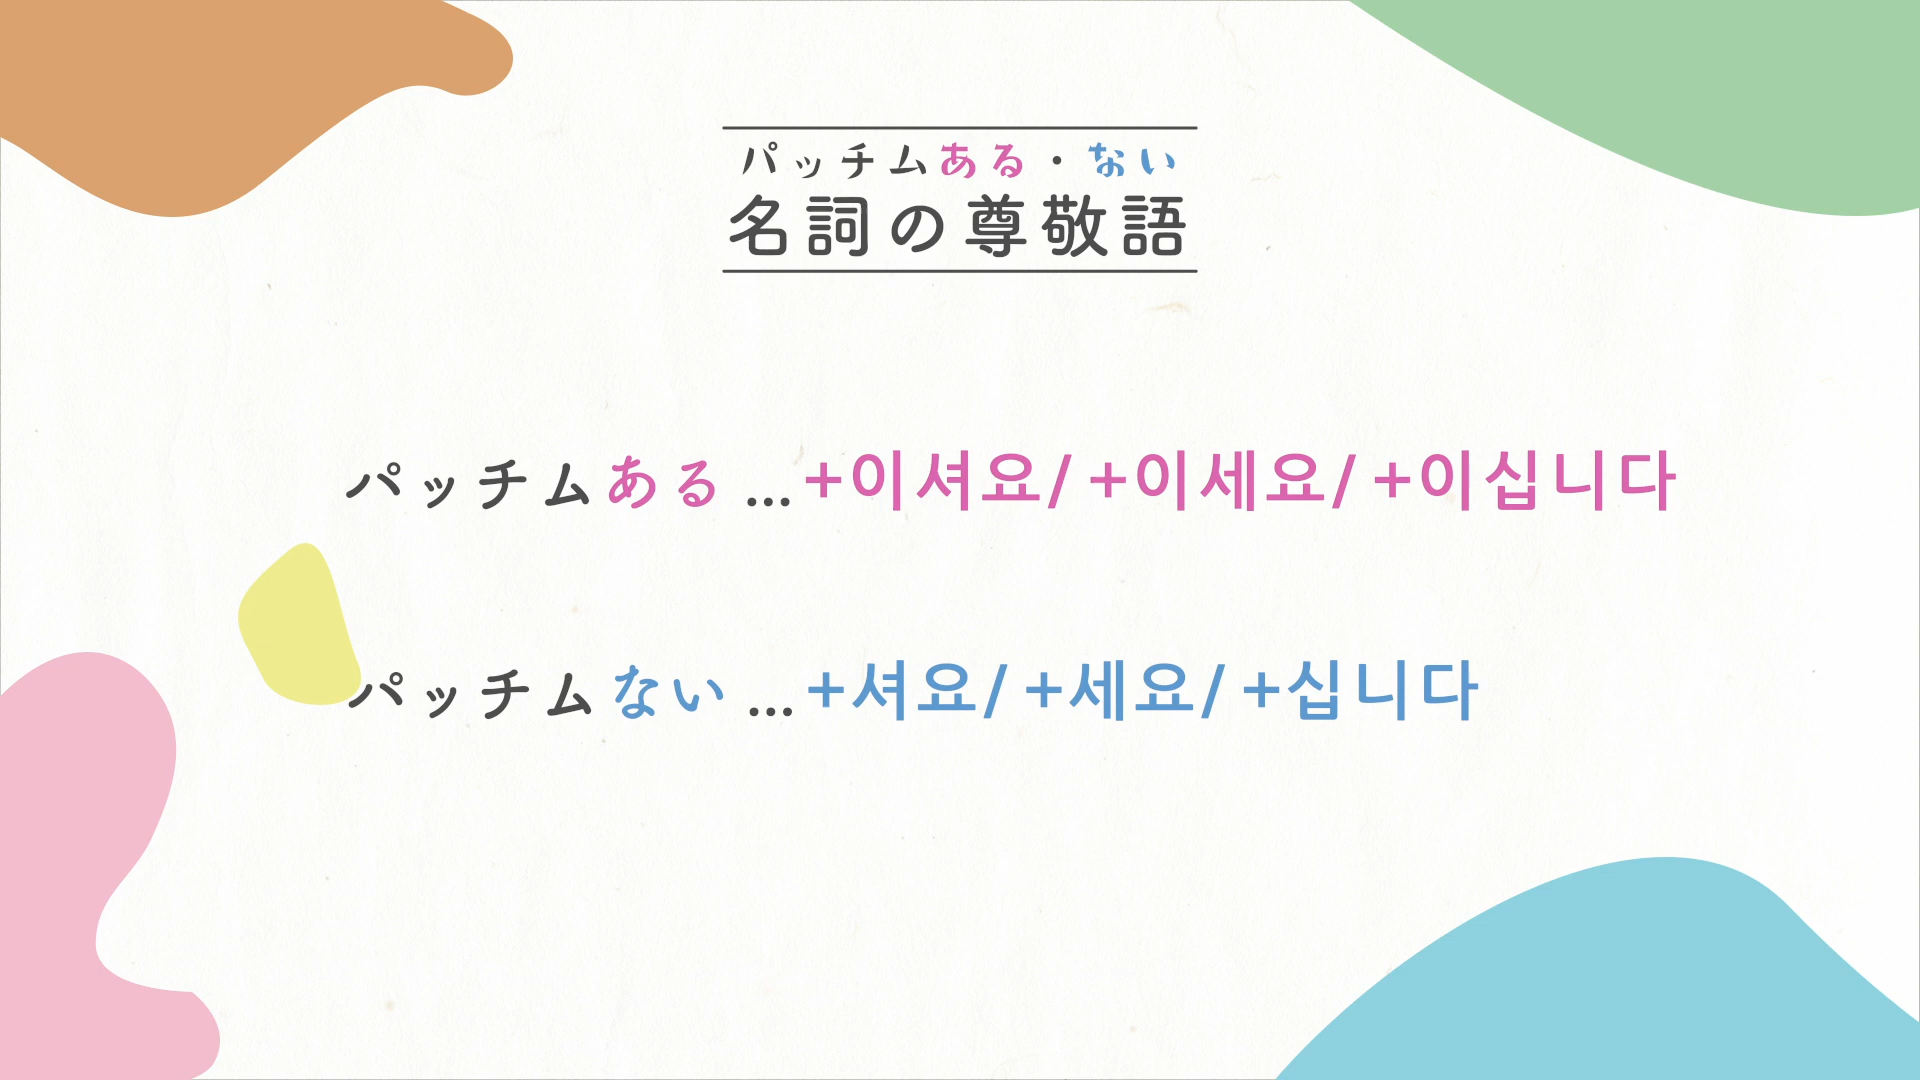 パッチムある・ない
名詞の尊敬語
パッチムある …+이셔요/ +이세요/ +이십니다
パッチムない …+셔요/ +세요/ +십니다